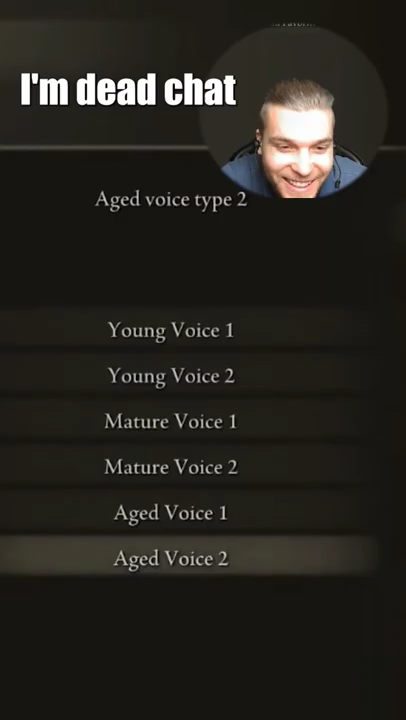 I'm dead chat
Aged voice type 2
Young Voice 1
Young Voice 2
Mature Voice 1
Mature Voice 2
Aged Voice 1
Aged Voice 2